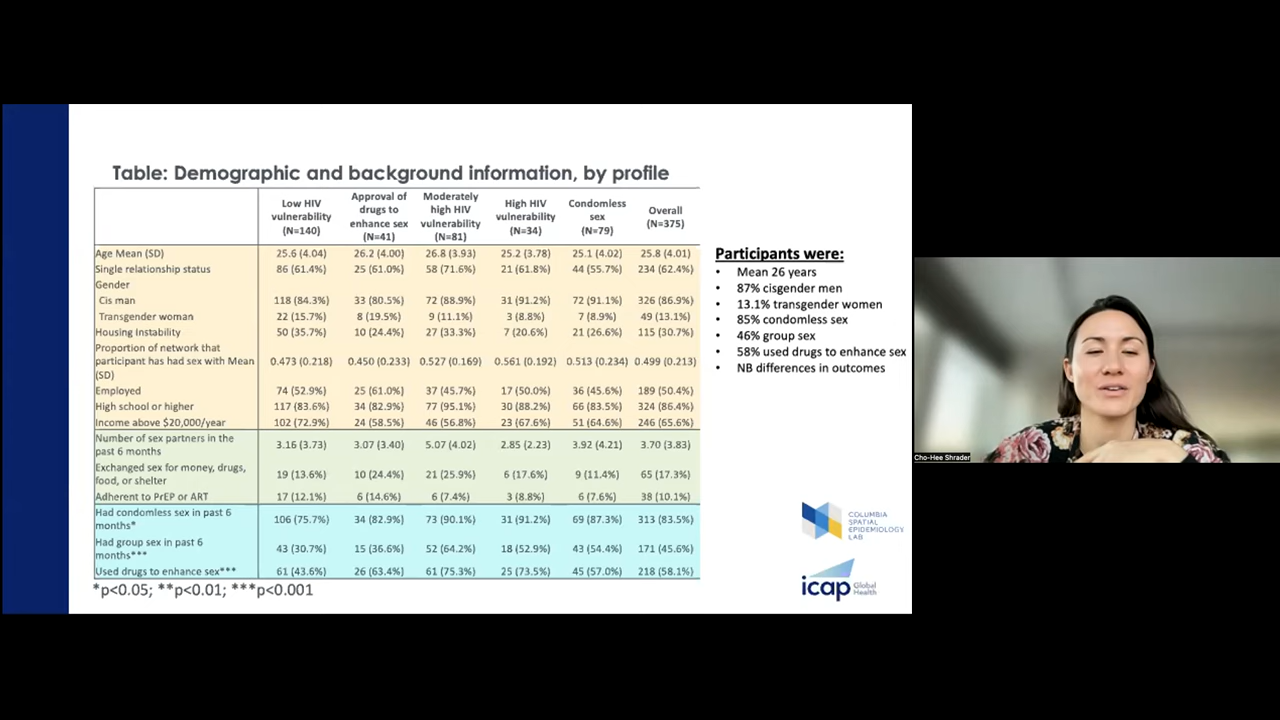 Table: Demographic and background information, by profile
Low HIV vulnerability (N=140) Approval of drugs to enhance sex (N=41) Moderately high HIV vulnerability (N=81) High HIV vulnerability (N=34) Condomless sex (N=79) Overall (N=375)
Age Mean (SD) 25.6 (4.04) 26.2 (4.00) 26.8 (3.93) 25.2 (3.78) 25.1 (4.02) 25.8 (4.01)
Single relationship status 86 (61.4%) 25 (61.0%) 58 (71.6%) 21 (61.8%) 44 (55.7%) 234 (62.4%)
Gender
Cis man 118 (84.3%) 33 (80.5%) 72 (88.9%) 31 (91.2%) 72 (91.1%) 326 (86.9%)
Transgender woman 22 (15.7%) 8 (19.5%) 9 (11.1%) 3 (8.8%) 7 (8.9%) 49 (13.1%)
Housing Instability 50 (35.7%) 10 (24.4%) 27 (33.3%) 7 (20.6%) 21 (26.6%) 115 (30.7%)
Proportion of network that participant has had sex with Mean (SD) 0.473 (0.218) 0.450 (0.233) 0.527 (0.169) 0.561 (0.192) 0.513 (0.234) 0.499 (0.213)
Employed 74 (52.9%) 25 (61.0%) 37 (45.7%) 17 (50.0%) 36 (45.6%) 189 (50.4%)
High school or higher 117 (83.6%) 34 (82.9%) 77 (95.1%) 30 (88.2%) 66 (83.5%) 324 (86.4%)
Income above $20,000/year 102 (72.9%) 24 (58.5%) 46 (56.8%) 23 (67.6%) 51 (64.6%) 246 (65.6%)
Number of sex partners in the past 6 months 3.16 (3.73) 3.07 (3.40) 5.07 (4.02) 2.85 (2.23) 3.92 (4.21) 3.70 (3.83)
Exchanged sex for money, drugs, food, or shelter 19 (13.6%) 10 (24.4%) 21 (25.9%) 6 (17.6%) 9 (11.4%) 65 (17.3%)
Adherent to PrEP or ART 17 (12.1%) 6 (14.6%) 6 (7.4%) 3 (8.8%) 6 (7.6%) 38 (10.1%)
Had condomless sex in past 6 months* 106 (75.7%) 34 (82.9%) 73 (90.1%) 31 (91.2%) 69 (87.3%) 313 (83.5%)
Had group sex in past 6 months*** 43 (30.7%) 15 (36.6%) 52 (64.2%) 18 (52.9%) 43 (54.4%) 171 (45.6%)
Used drugs to enhance sex*** 61 (43.6%) 26 (63.4%) 61 (75.3%) 25 (73.5%) 45 (57.0%) 218 (58.1%)
*p<0.05; **p<0.01; ***p<0.001
Participants were:
• Mean 26 years
• 87% cisgender men
• 13.1% transgender women
• 85% condomless sex
• 46% group sex
• 58% used drugs to enhance sex
• NB differences in outcomes
COLUMBIA
SPATIAL
EPIDEMIOLOGY
LAB
icap Global Health
Cho-Hee Shrader